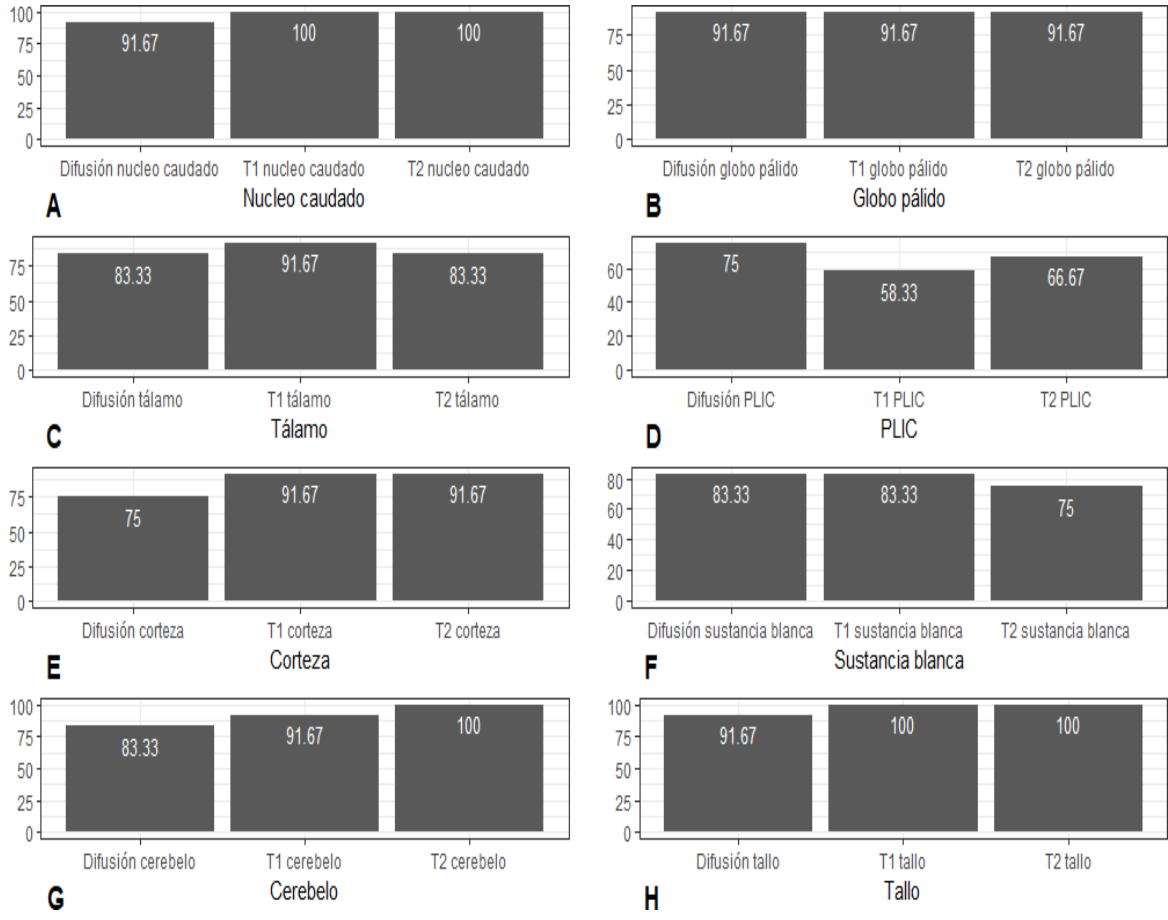 100
75
50
25
0
91.67
100
100
Difusión nucleo caudado
T1 nucleo caudado
T2 nucleo caudado
A
Nucleo caudado
75
50
25
0
91.67
91.67
91.67
Difusión globo pálido
T1 globo pálido
T2 globo pálido
B
Globo pálido
75
50
25
0
83.33
91.67
83.33
Difusión tálamo
T1 tálamo
T2 tálamo
C
Tálamo
60
40
20
0
75
58.33
66.67
Difusión PLIC
T1 PLIC
T2 PLIC
D
PLIC
75
50
25
0
75
91.67
91.67
Difusión corteza
T1 corteza
T2 corteza
E
Corteza
80
60
40
20
0
83.33
83.33
75
Difusión sustancia blanca
T1 sustancia blanca
T2 sustancia blanca
F
Sustancia blanca
100
75
50
25
0
83.33
91.67
100
Difusión cerebelo
T1 cerebelo
T2 cerebelo
G
Cerebelo
100
75
50
25
0
91.67
100
100
Difusión tallo
T1 tallo
T2 tallo
H
Tallo